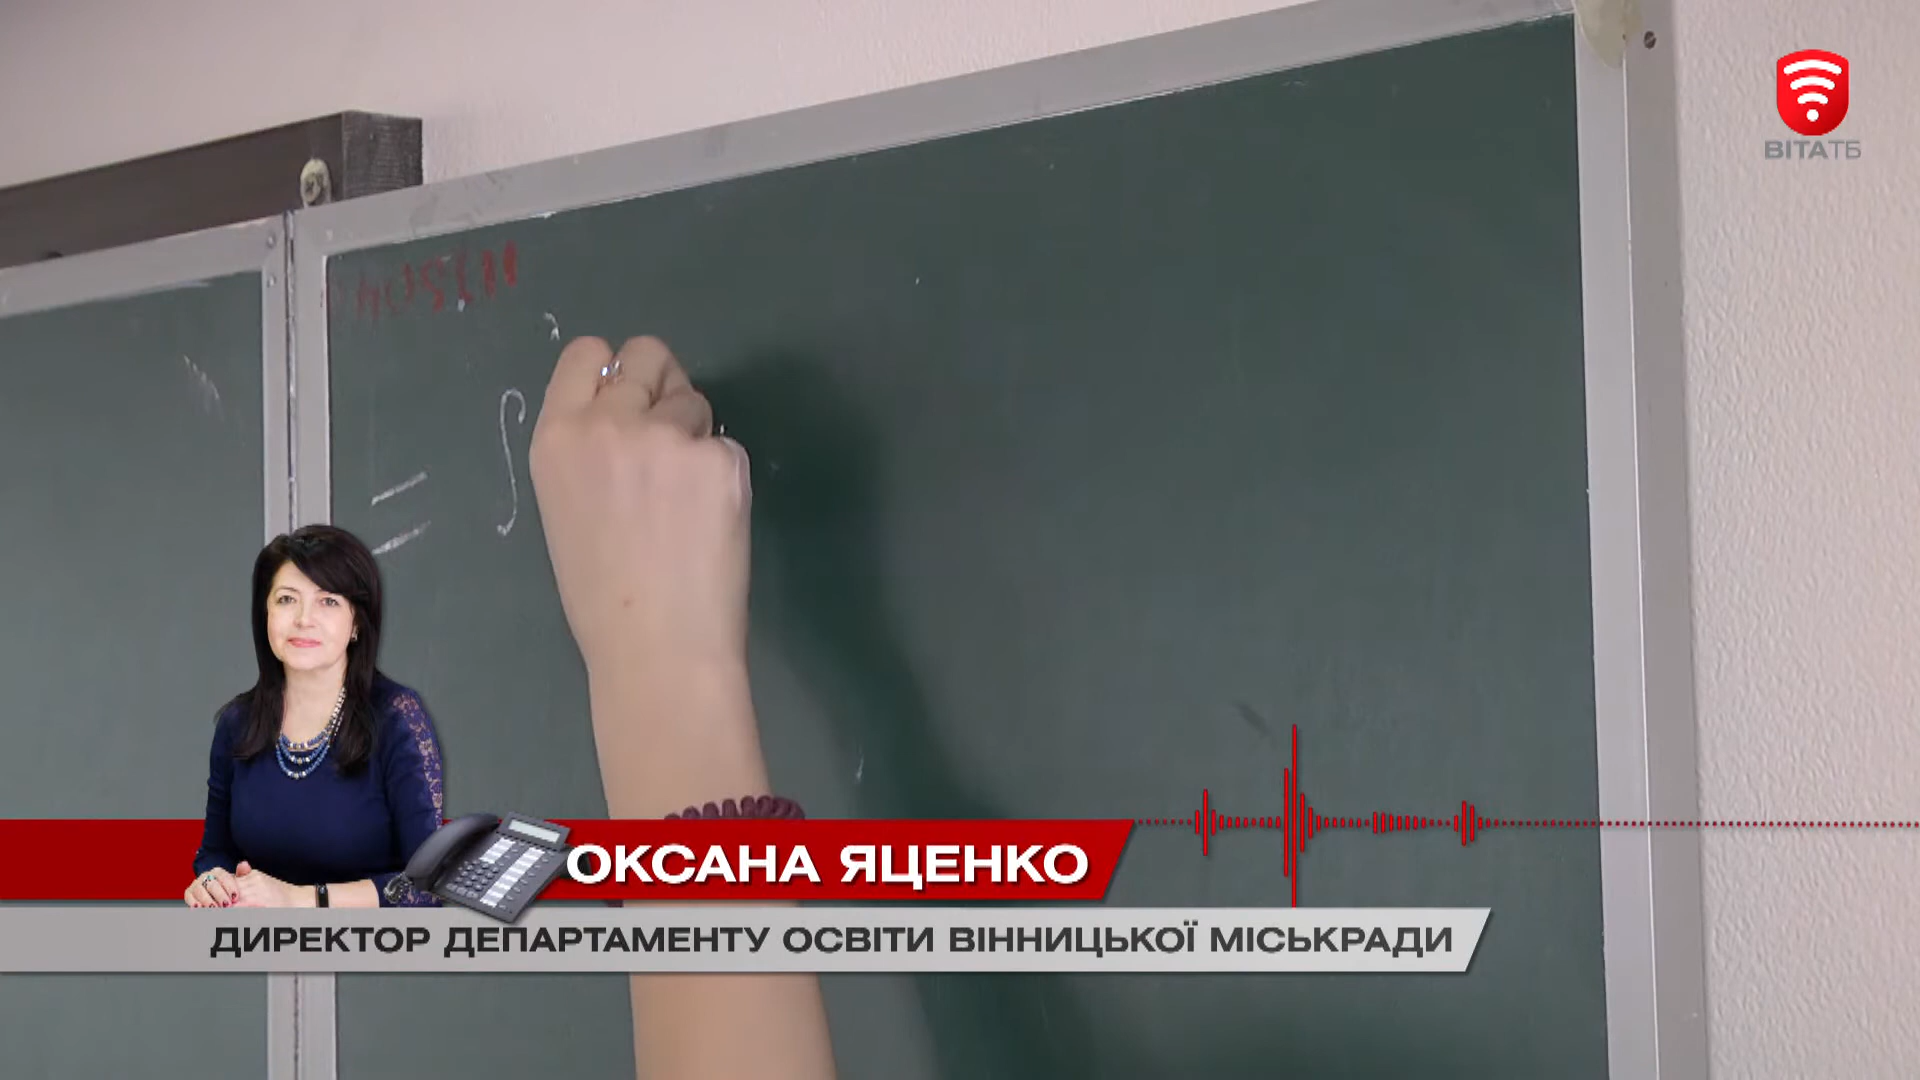 ВІТАТБ
=
∫
ОКСАНА ЯЦЕНКО
ДИРЕКТОР ДЕПАРТАМЕНТУ ОСВІТИ ВІННИЦЬКОЇ МІСЬКРАДИ